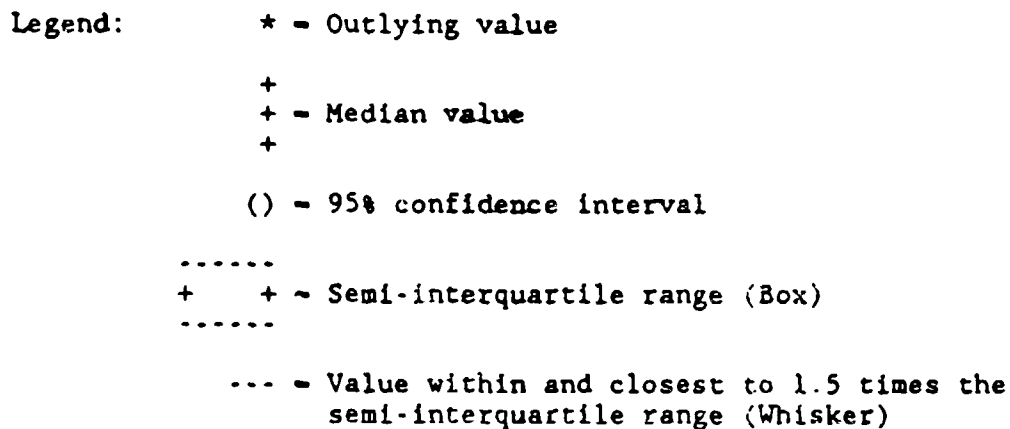 Legend: * = Outlying value
+
+ = Median value
+
() = 95% confidence interval
------
+ + ~ Semi-interquartile range (Box)
------
--- = Value within and closest to 1.5 times the
semi-interquartile range (Whisker)